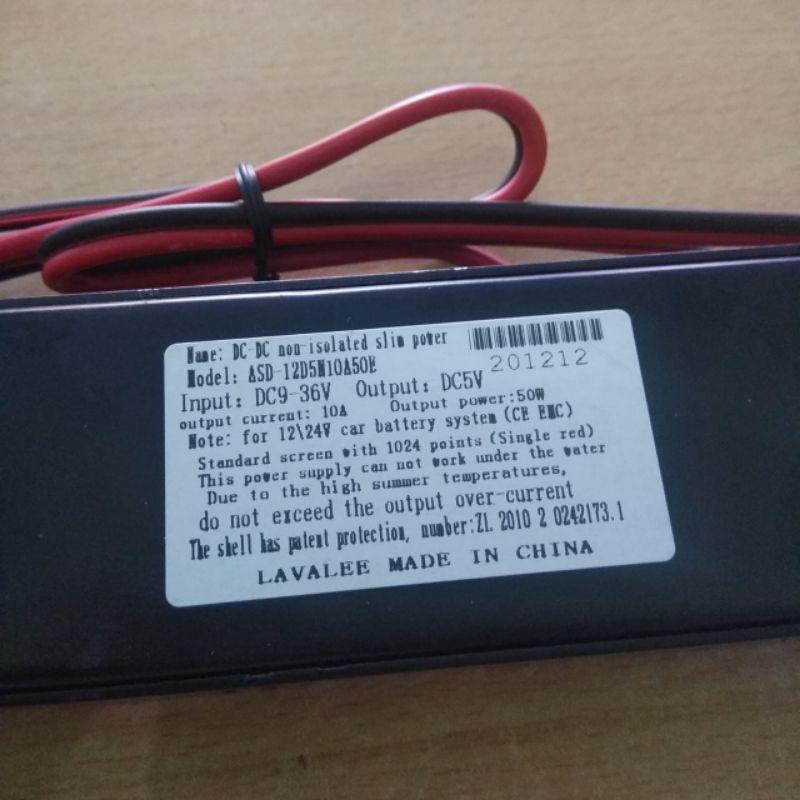 Name: DC-DC non-isolated slim power
Model: ASD-12D5N10A50E
201212
Input: DC9-36V Output: DC5V
output current: 10A Output power:50W
Note: for 12\24V car battery system (CE EMC)
Standard screen with 1024 points (Single red)
This power supply can not work under the water
Due to the high summer temperatures,
do not exceed the output over-current
The shell has patent protection, number:ZL 2010 2 0242173.1
LAVALEE MADE IN CHINA